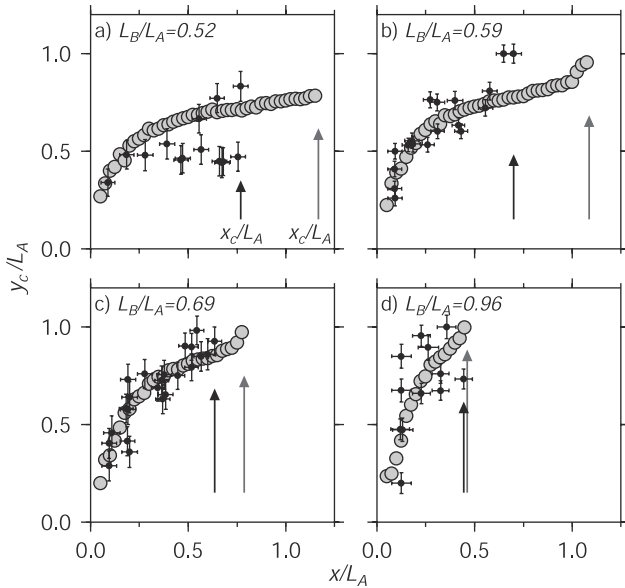 a) L_B/L_A=0.52
b) L_B/L_A=0.59
1.0
0.5
0.0
x_c/L_A
x_c/L_A
y_c/L_A
c) L_B/L_A=0.69
d) L_B/L_A=0.96
1.0
0.5
0.0
0.0 0.5 1.0 0.0 0.5 1.0
x/L_A